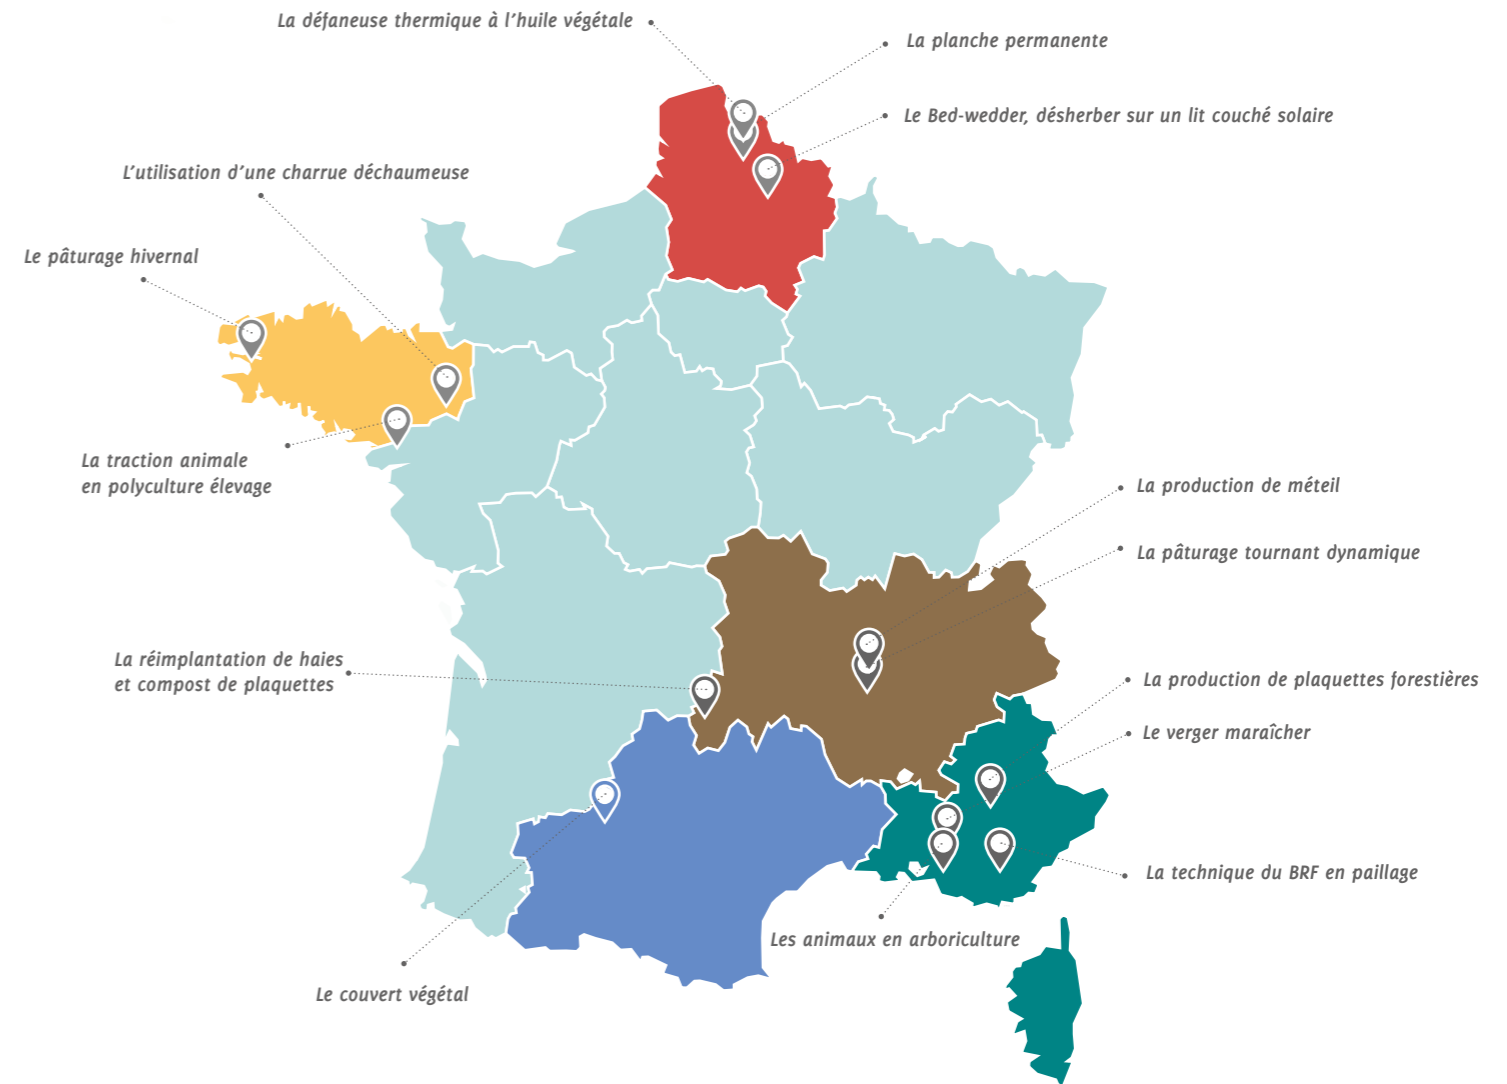 La défaneuse thermique à l'huile végétale
La planche permanente
Le Bed-wedder, désherber sur un lit couché solaire
L'utilisation d'une charrue déchaumeuse
Le pâturage hivernal
La traction animale
en polyculture élevage
La production de méteil
La pâturage tournant dynamique
La réimplantation de haies
et compost de plaquettes
La production de plaquettes forestières
Le verger maraîcher
La technique du BRF en paillage
Les animaux en arboriculture
Le couvert végétal